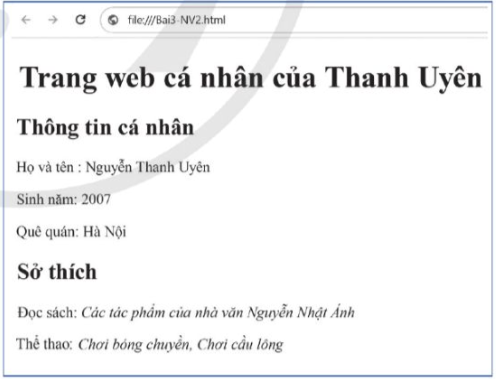 file:///Bai3-NV2.html
Trang web cá nhân của Thanh Uyên
Thông tin cá nhân
Họ và tên : Nguyễn Thanh Uyên
Sinh năm: 2007
Quê quán: Hà Nội
Sở thích
Đọc sách: Các tác phẩm của nhà văn Nguyễn Nhật Ánh
Thể thao: Chơi bóng chuyền, Chơi cầu lông